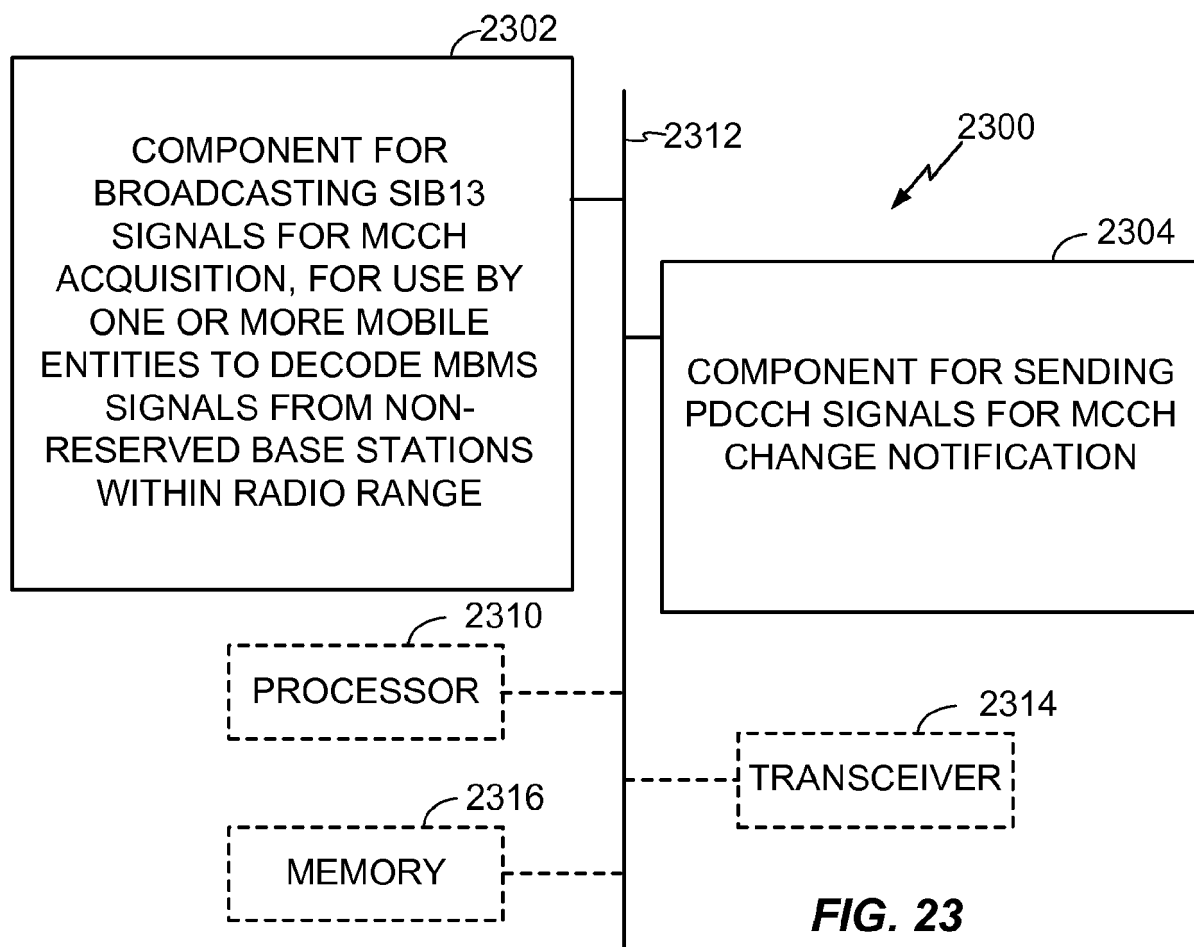 2302
COMPONENT FOR
BROADCASTING SIB13
SIGNALS FOR MCCH
ACQUISITION, FOR USE BY
ONE OR MORE MOBILE
ENTITIES TO DECODE MBMS
SIGNALS FROM NON-
RESERVED BASE STATIONS
WITHIN RADIO RANGE
2312
2300
2304
COMPONENT FOR SENDING
PDCCH SIGNALS FOR MCCH
CHANGE NOTIFICATION
2310
PROCESSOR
2314
TRANSCEIVER
2316
MEMORY
FIG. 23